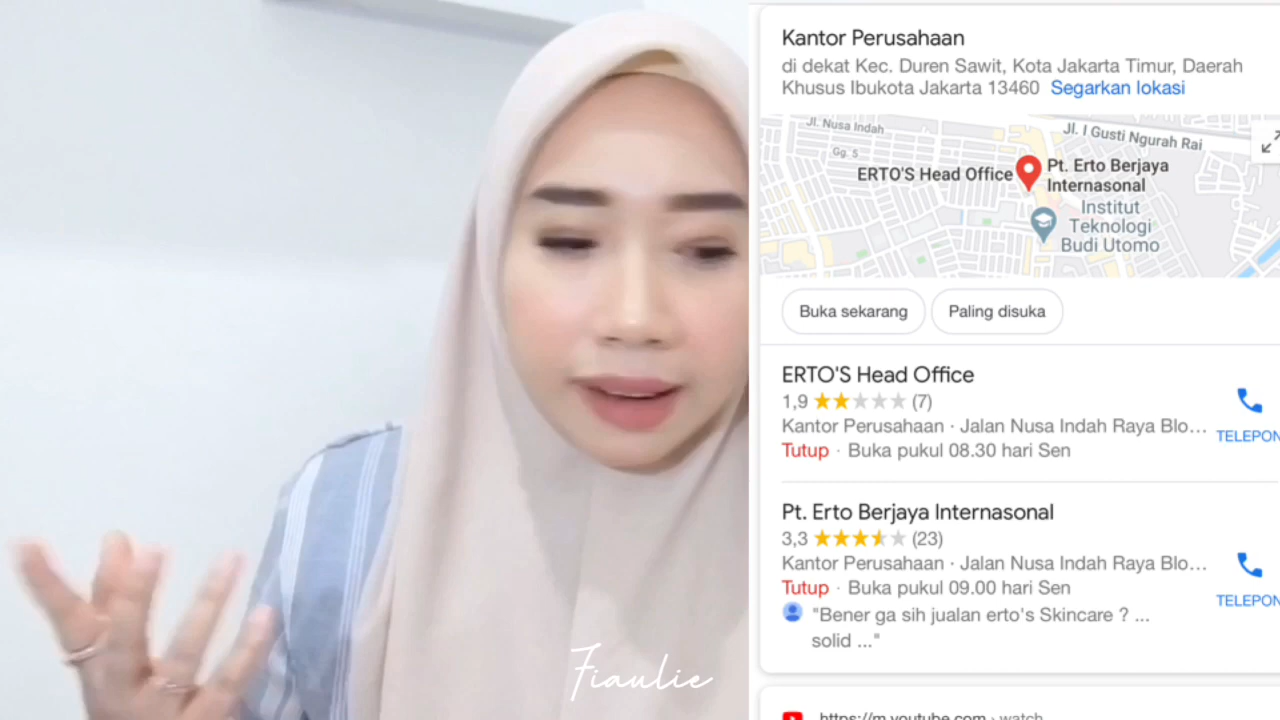 Kantor Perusahaan
di dekat Kec. Duren Sawit, Kota Jakarta Timur, Daerah
Khusus Ibukota Jakarta 13460 Segarkan lokasi
Jl. Nusa Indah
Jl. I Gusti Ngurah Rai
Gg. 5
ERTO'S Head Office
Pt. Erto Berjaya
Internasonal
Institut
Teknologi
Budi Utomo
Buka sekarang
Paling disuka
ERTO'S Head Office
1,9 (7)
Kantor Perusahaan · Jalan Nusa Indah Raya Blo...
TELEPON
Tutup · Buka pukul 08.30 hari Sen
Pt. Erto Berjaya Internasonal
3,3 (23)
Kantor Perusahaan · Jalan Nusa Indah Raya Blo...
Tutup · Buka pukul 09.00 hari Sen
TELEPON
"Bener ga sih jualan erto's Skincare ? ...
solid ..."
https://m.youtube.com › watch
Fiaulie